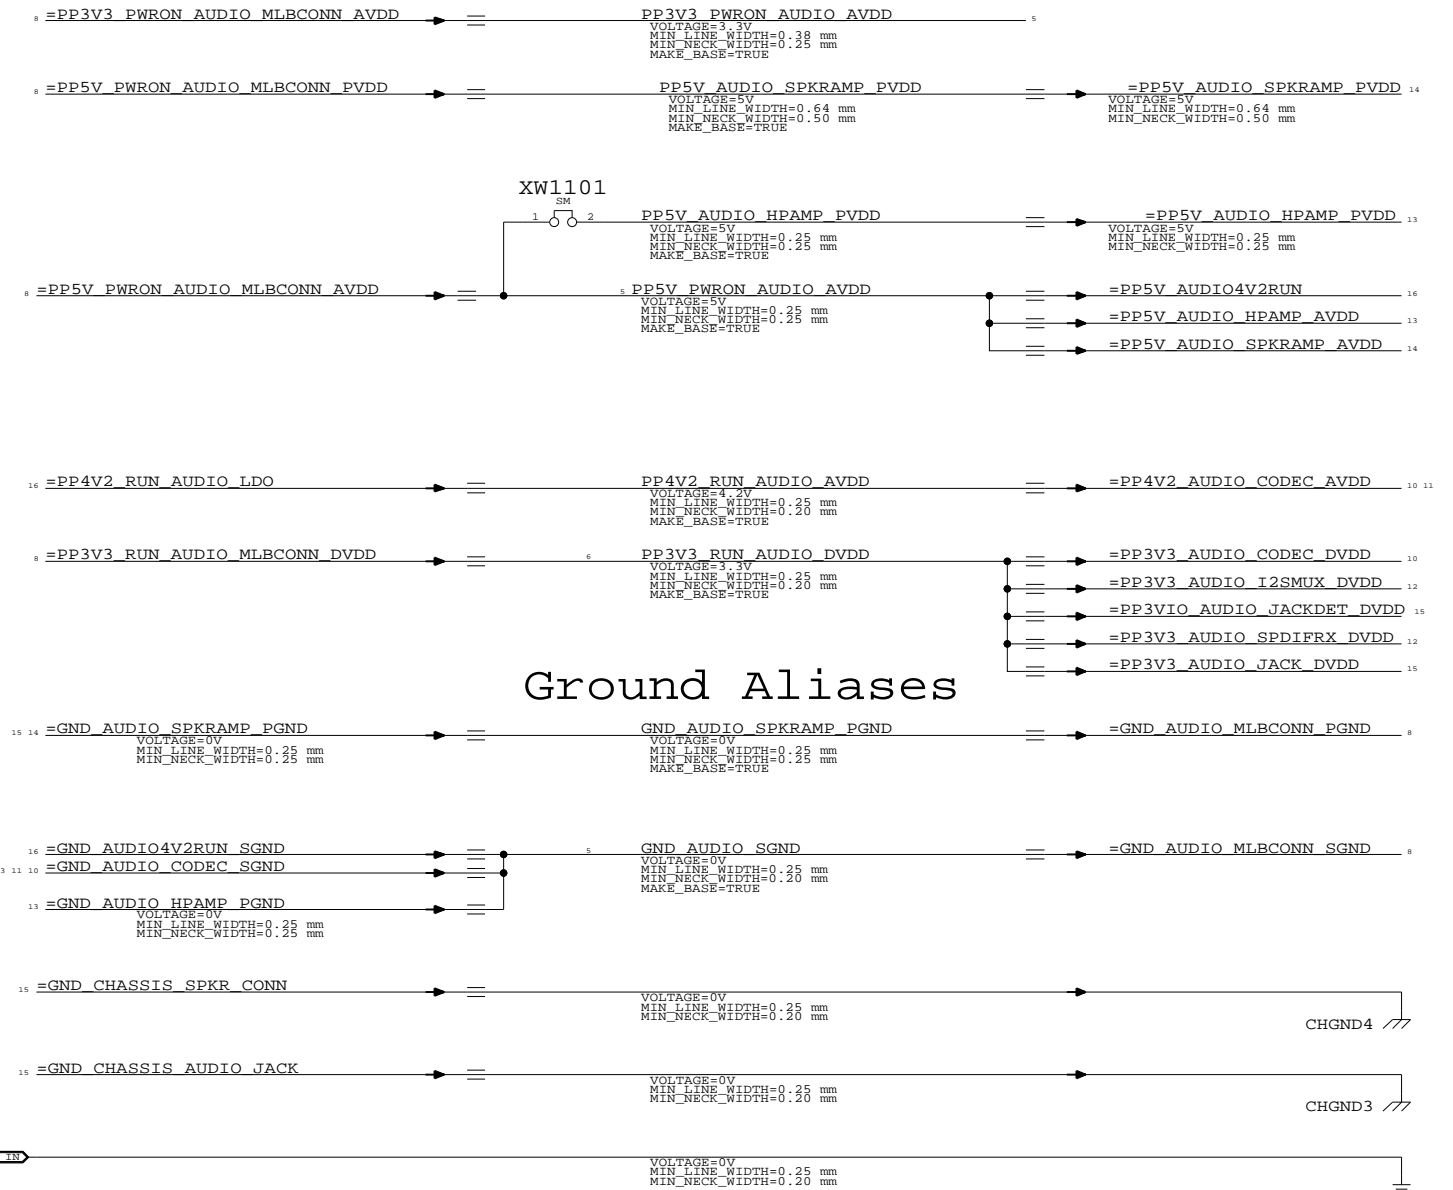 8 =PP3V3_PWRON_AUDIO_MLBCONN_AVDD PP3V3_PWRON_AUDIO_AVDD 5
VOLTAGE=3.3V
MIN_LINE_WIDTH=0.38 mm
MIN_NECK_WIDTH=0.25 mm
MAKE_BASE=TRUE
8 =PP5V_PWRON_AUDIO_MLBCONN_PVDD PP5V_AUDIO_SPKRAMP_PVDD =PP5V_AUDIO_SPKRAMP_PVDD 14
VOLTAGE=5V VOLTAGE=5V
MIN_LINE_WIDTH=0.64 mm MIN_LINE_WIDTH=0.64 mm
MIN_NECK_WIDTH=0.50 mm MIN_NECK_WIDTH=0.50 mm
MAKE_BASE=TRUE
XW1101
SM
1 2 PP5V_AUDIO_HPAMP_PVDD =PP5V_AUDIO_HPAMP_PVDD 13
VOLTAGE=5V VOLTAGE=5V
MIN_LINE_WIDTH=0.25 mm MIN_LINE_WIDTH=0.25 mm
MIN_NECK_WIDTH=0.25 mm MIN_NECK_WIDTH=0.25 mm
MAKE_BASE=TRUE
8 =PP5V_PWRON_AUDIO_MLBCONN_AVDD 5 PP5V_PWRON_AUDIO_AVDD =PP5V_AUDIO4V2RUN 16
VOLTAGE=5V
MIN_LINE_WIDTH=0.25 mm
MIN_NECK_WIDTH=0.25 mm
MAKE_BASE=TRUE
=PP5V_AUDIO_HPAMP_AVDD 13
=PP5V_AUDIO_SPKRAMP_AVDD 14
16 =PP4V2_RUN_AUDIO_LDO PP4V2_RUN_AUDIO_AVDD =PP4V2_AUDIO_CODEC_AVDD 10 11
VOLTAGE=4.2V
MIN_LINE_WIDTH=0.25 mm
MIN_NECK_WIDTH=0.20 mm
MAKE_BASE=TRUE
8 =PP3V3_RUN_AUDIO_MLBCONN_DVDD 6 PP3V3_RUN_AUDIO_DVDD =PP3V3_AUDIO_CODEC_DVDD 10
VOLTAGE=3.3V
MIN_LINE_WIDTH=0.25 mm
MIN_NECK_WIDTH=0.20 mm
MAKE_BASE=TRUE
=PP3V3_AUDIO_I2SMUX_DVDD 12
=PP3VIO_AUDIO_JACKDET_DVDD 15
=PP3V3_AUDIO_SPDIFRX_DVDD 12
=PP3V3_AUDIO_JACK_DVDD 15
Ground Aliases
15 14 =GND_AUDIO_SPKRAMP_PGND GND_AUDIO_SPKRAMP_PGND =GND_AUDIO_MLBCONN_PGND 8
VOLTAGE=0V VOLTAGE=0V
MIN_LINE_WIDTH=0.25 mm MIN_LINE_WIDTH=0.25 mm
MIN_NECK_WIDTH=0.25 mm MIN_NECK_WIDTH=0.25 mm
MAKE_BASE=TRUE
16 =GND_AUDIO4V2RUN_SGND 5 GND_AUDIO_SGND =GND_AUDIO_MLBCONN_SGND 8
3 11 10 =GND_AUDIO_CODEC_SGND
VOLTAGE=0V
MIN_LINE_WIDTH=0.25 mm
MIN_NECK_WIDTH=0.20 mm
MAKE_BASE=TRUE
13 =GND_AUDIO_HPAMP_PGND
VOLTAGE=0V
MIN_LINE_WIDTH=0.25 mm
MIN_NECK_WIDTH=0.25 mm
15 =GND_CHASSIS_SPKR_CONN
VOLTAGE=0V
MIN_LINE_WIDTH=0.25 mm
MIN_NECK_WIDTH=0.20 mm
CHGND4
15 =GND_CHASSIS_AUDIO_JACK
VOLTAGE=0V
MIN_LINE_WIDTH=0.25 mm
MIN_NECK_WIDTH=0.20 mm
CHGND3
IN
VOLTAGE=0V
MIN_LINE_WIDTH=0.25 mm
MIN_NECK_WIDTH=0.20 mm